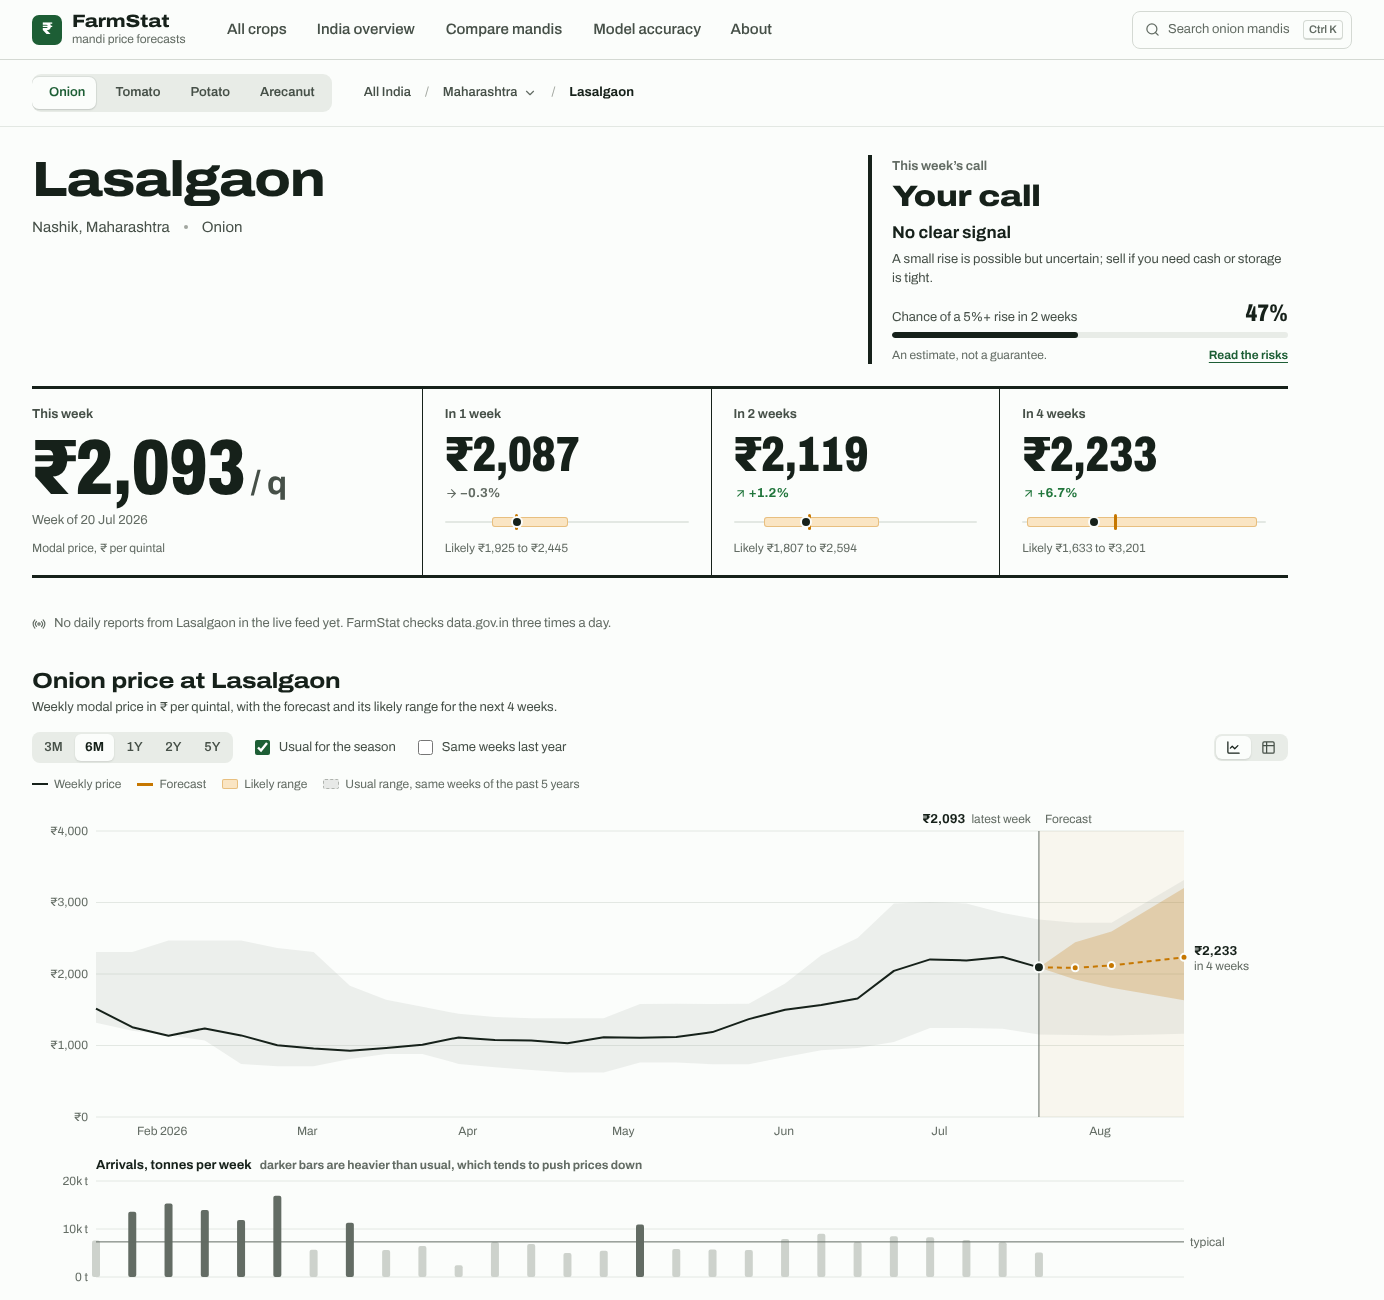 ₹ FarmStat
mandi price forecasts
All crops India overview Compare mandis Model accuracy About
Search onion mandis Ctrl K
Onion Tomato Potato Arecanut
All India / Maharashtra / Lasalgaon
Lasalgaon
Nashik, Maharashtra • Onion
This week's call
Your call
No clear signal
A small rise is possible but uncertain; sell if you need cash or storage
is tight.
Chance of a 5%+ rise in 2 weeks 47%
An estimate, not a guarantee. Read the risks
This week
₹2,093 / q
Week of 20 Jul 2026
Modal price, ₹ per quintal
In 1 week
₹2,087
→ −0.3%
Likely ₹1,925 to ₹2,445
In 2 weeks
₹2,119
↗ +1.2%
Likely ₹1,807 to ₹2,594
In 4 weeks
₹2,233
↗ +6.7%
Likely ₹1,633 to ₹3,201
No daily reports from Lasalgaon in the live feed yet. FarmStat checks data.gov.in three times a day.
Onion price at Lasalgaon
Weekly modal price in ₹ per quintal, with the forecast and its likely range for the next 4 weeks.
3M 6M 1Y 2Y 5Y
Usual for the season Same weeks last year
Weekly price Forecast Likely range Usual range, same weeks of the past 5 years
₹2,093 latest week Forecast
₹4,000
₹3,000
₹2,000
₹1,000
₹0
₹2,233
in 4 weeks
Feb 2026 Mar Apr May Jun Jul Aug
Arrivals, tonnes per week darker bars are heavier than usual, which tends to push prices down
20k t
10k t
0 t
typical